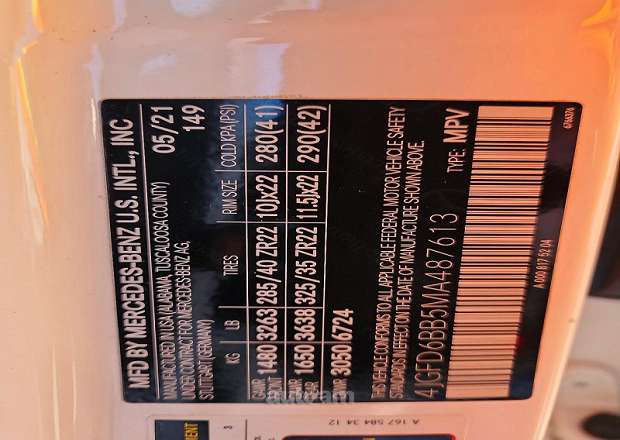 MFD BY MERCEDES-BENZ U.S. INTL., INC
MANUFACTURED IN USA (ALABAMA, TUSCALOOSA COUNTY) 05/21
UNDER CONTRACT FOR MERCEDES-BENZ AG, 149
STUTTGART (GERMANY)
KG LB TIRES RIM SIZE COLD KPA (PSI)
GAWR FRONT 1480 3263 285/40 ZR22 10Jx22 280(41)
GAWR REAR 1650 3638 325/35 ZR22 11.5Jx22 290(42)
GVWR 3050 6724
THIS VEHICLE CONFORMS TO ALL APPLICABLE FEDERAL MOTOR VEHICLE SAFETY
STANDARDS IN EFFECT ON THE DATE OF MANUFACTURE SHOWN ABOVE.
4JGFD6BB5MA487613 TYPE: MPV
A 000 817 52 04
A 167 584 34 12